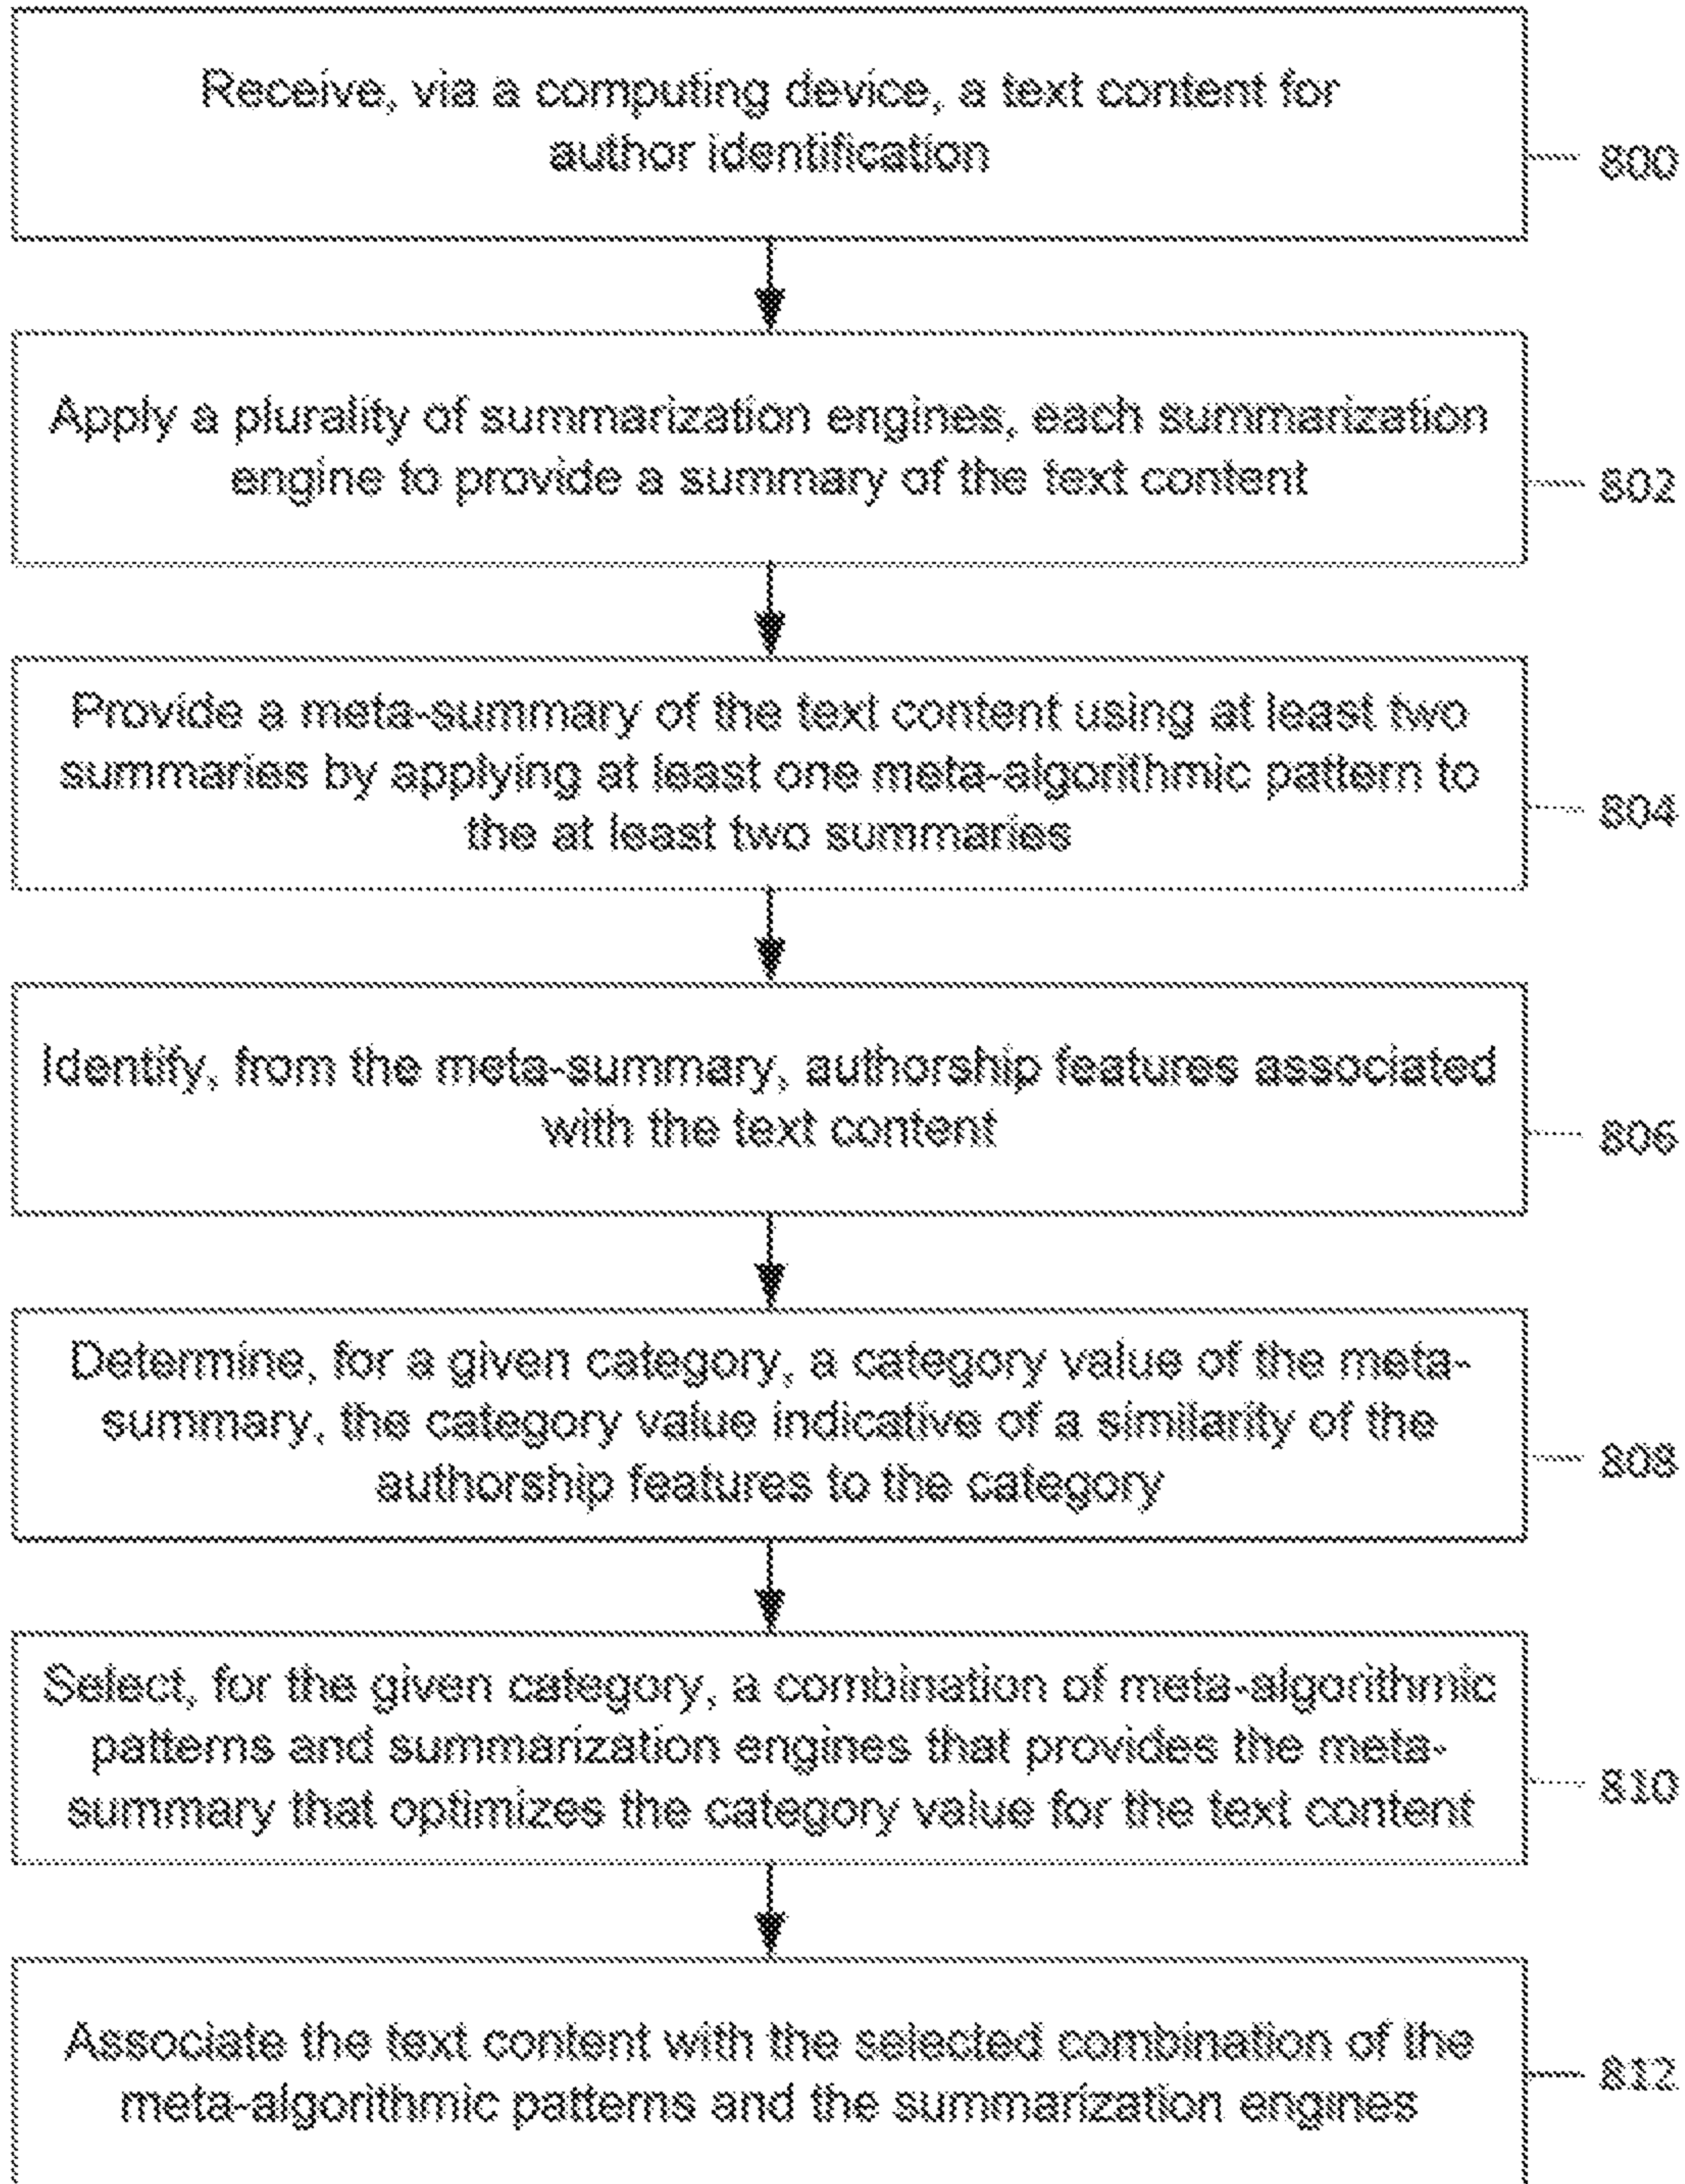 Receive, via a computing device, a text content for
author identification
800
Apply a plurality of summarization engines, each summarization
engine to provide a summary of the text content
802
Provide a meta-summary of the text content using at least two
summaries by applying at least one meta-algorithmic pattern to
the at least two summaries
804
Identify, from the meta-summary, authorship features associated
with the text content
806
Determine, for a given category, a category value of the meta-
summary, the category value indicative of a similarity of the
authorship features to the category
808
Select, for the given category, a combination of meta-algorithmic
patterns and summarization engines that provides the meta-
summary that optimizes the category value for the text content
810
Associate the text content with the selected combination of the
meta-algorithmic patterns and the summarization engines
812